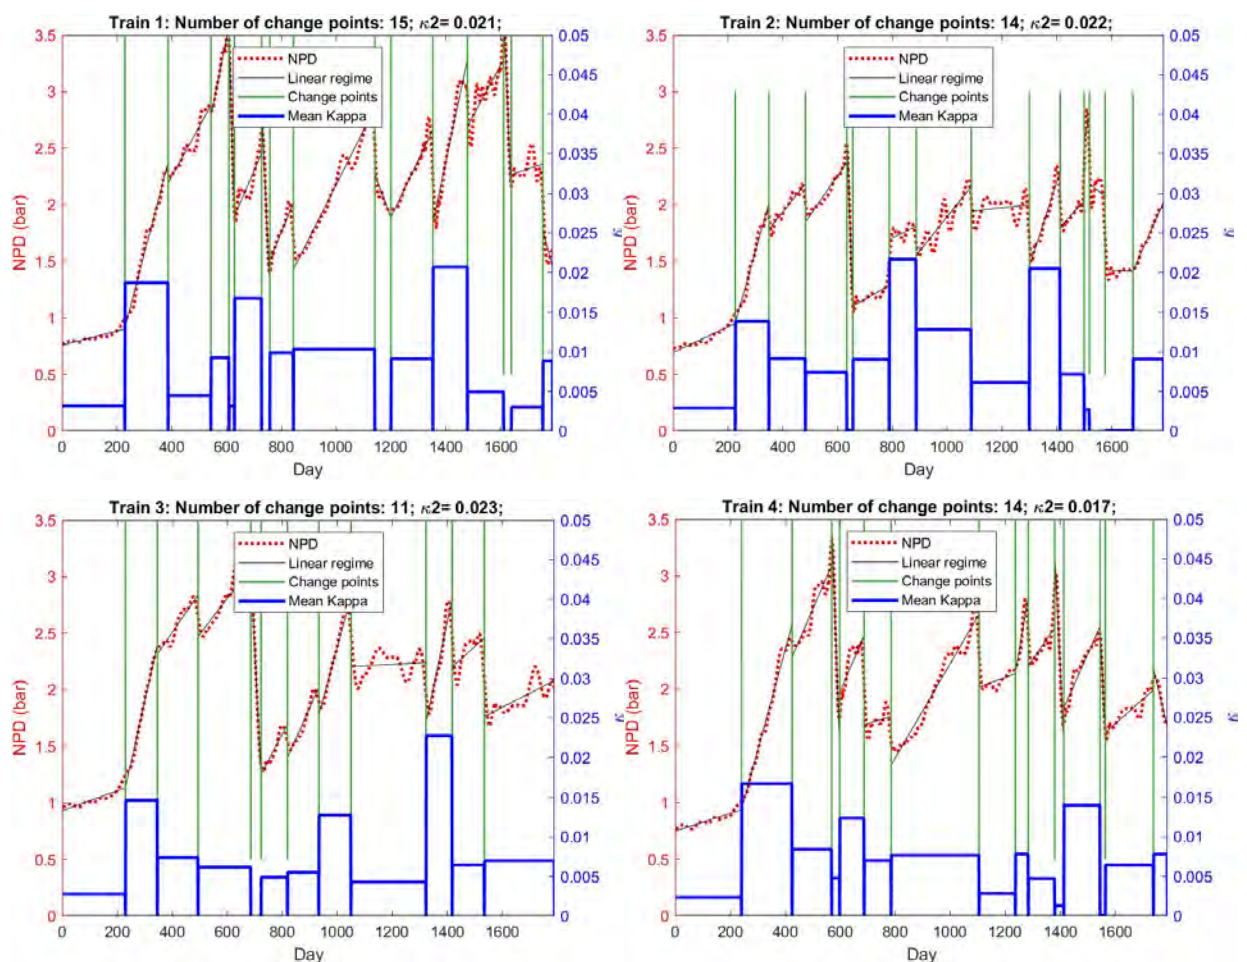 Train 1: Number of change points: 15; κ2= 0.021;
3.5
3
2.5
2
1.5
1
0.5
0
NPD (bar)
NPD
Linear regime
Change points
Mean Kappa
0.05
0.045
0.04
0.035
0.03
0.025
0.02
0.015
0.01
0.005
0
κ
0 200 400 600 800 1000 1200 1400 1600
Day
Train 2: Number of change points: 14; κ2= 0.022;
3.5
3
2.5
2
1.5
1
0.5
0
NPD (bar)
NPD
Linear regime
Change points
Mean Kappa
0.05
0.045
0.04
0.035
0.03
0.025
0.02
0.015
0.01
0.005
0
κ
0 200 400 600 800 1000 1200 1400 1600
Day
Train 3: Number of change points: 11; κ2= 0.023;
3.5
3
2.5
2
1.5
1
0.5
0
NPD (bar)
NPD
Linear regime
Change points
Mean Kappa
0.05
0.045
0.04
0.035
0.03
0.025
0.02
0.015
0.01
0.005
0
κ
0 200 400 600 800 1000 1200 1400 1600
Day
Train 4: Number of change points: 14; κ2= 0.017;
3.5
3
2.5
2
1.5
1
0.5
0
NPD (bar)
NPD
Linear regime
Change points
Mean Kappa
0.05
0.045
0.04
0.035
0.03
0.025
0.02
0.015
0.01
0.005
0
κ
0 200 400 600 800 1000 1200 1400 1600
Day